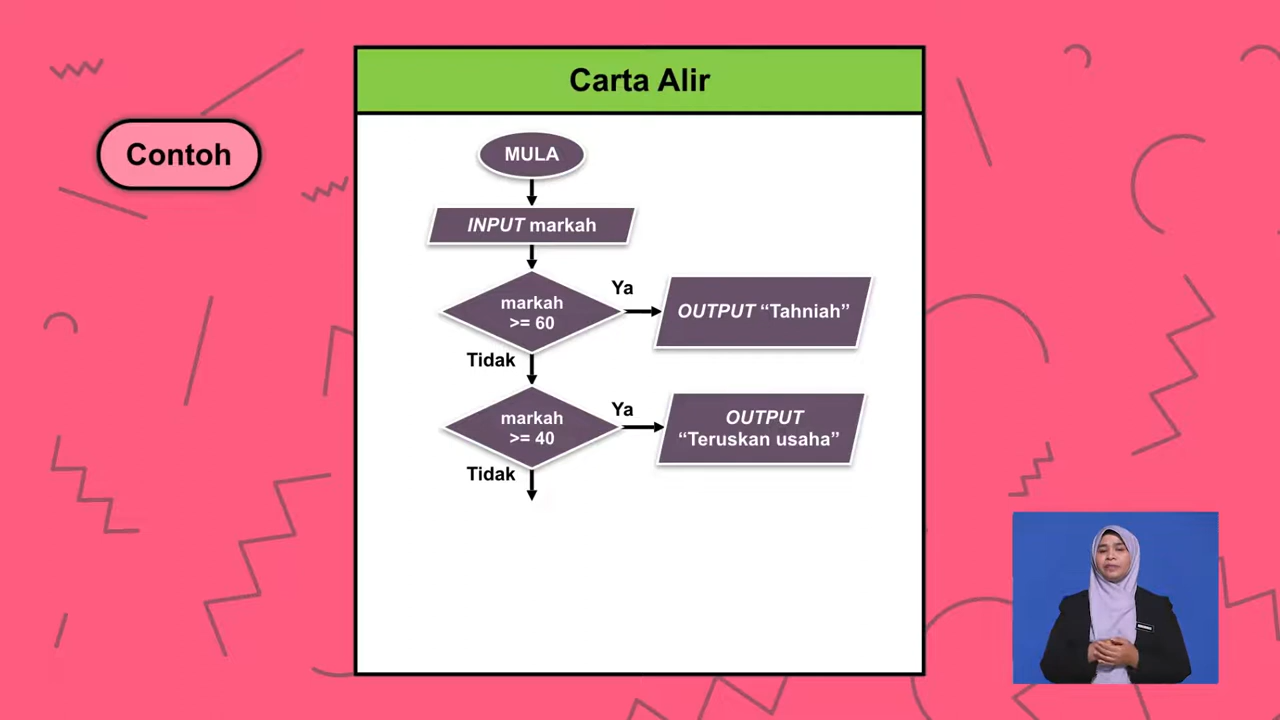 Carta Alir
Contoh
MULA
INPUT markah
markah
>= 60
Ya
OUTPUT “Tahniah”
Tidak
markah
>= 40
Ya
OUTPUT
“Teruskan usaha”
Tidak